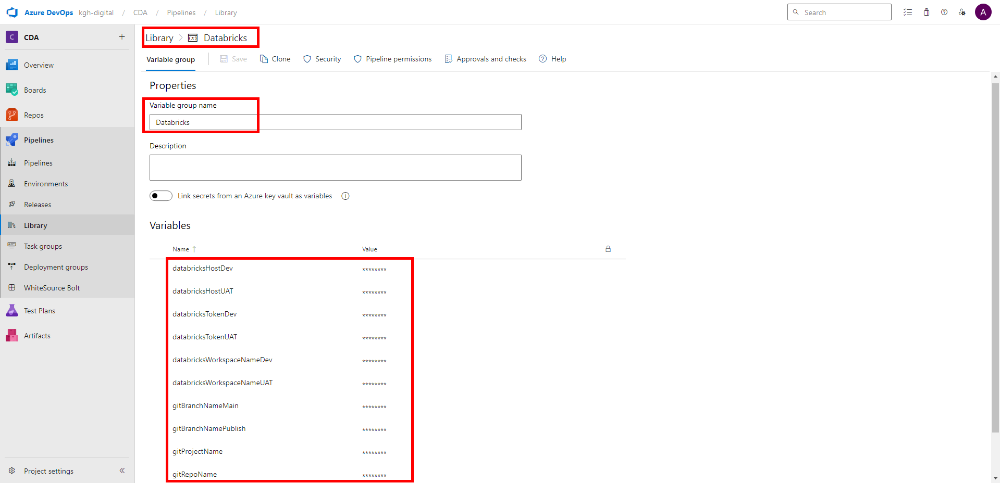 Azure DevOps kgh-digital / CDA / Pipelines / Library
Search
A
C CDA
Overview
Boards
Repos
Pipelines
Pipelines
Environments
Releases
Library
Task groups
Deployment groups
WhiteSource Bolt
Test Plans
Artifacts
Project settings
Library > Databricks
Variable group Save Clone Security Pipeline permissions Approvals and checks Help
Properties
Variable group name
Databricks
Description
Link secrets from an Azure key vault as variables
Variables
Name ↑ Value
databricksHostDev ********
databricksHostUAT ********
databricksTokenDev ********
databricksTokenUAT ********
databricksWorkspaceNameDev ********
databricksWorkspaceNameUAT ********
gitBranchNameMain ********
gitBranchNamePublish ********
gitProjectName ********
gitRepoName ********